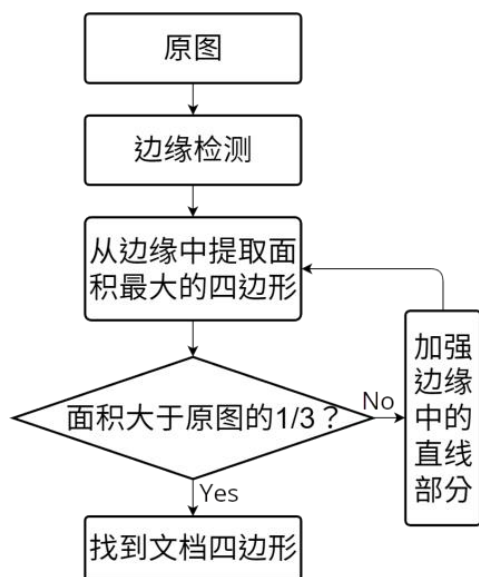 原图
边缘检测
从边缘中提取面
积最大的四边形
面积大于原图的1/3？
No
加强
边缘
中的
直线
部分
Yes
找到文档四边形